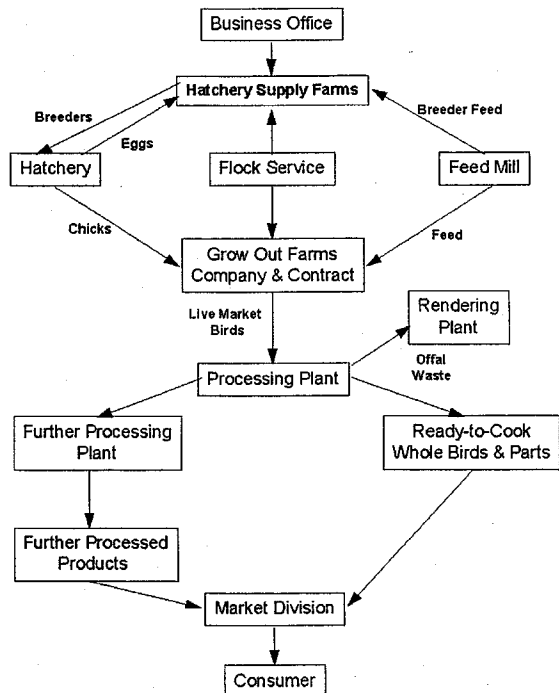 Business Office
Hatchery Supply Farms
Breeders
Breeder Feed
Eggs
Hatchery
Flock Service
Feed Mill
Chicks
Feed
Grow Out Farms
Company & Contract
Live Market
Birds
Rendering
Plant
Offal
Waste
Processing Plant
Further Processing
Plant
Ready-to-Cook
Whole Birds & Parts
Further Processed
Products
Market Division
Consumer